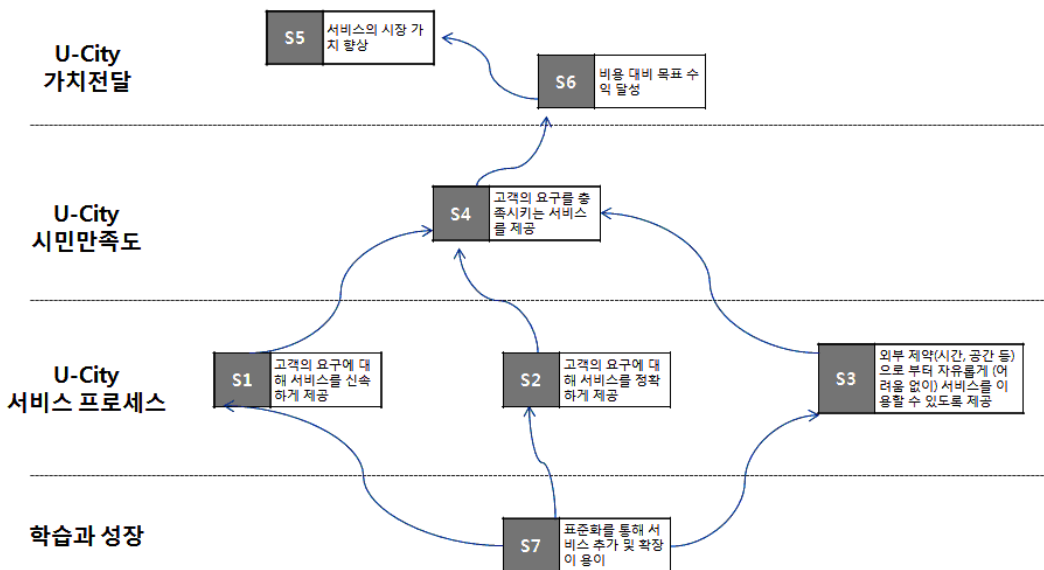 U-City
가치전달
S5
서비스의 시장 가
치 향상
S6
비용 대비 목표 수
익 달성
U-City
시민만족도
S4
고객의 요구를 충
족시키는 서비스
를 제공
U-City
서비스 프로세스
S1
고객의 요구에 대
해 서비스를 신속
하게 제공
S2
고객의 요구에 대
해 서비스를 정확
하게 제공
S3
외부 제약(시간, 공간 등)
으로 부터 자유롭게 (어
려움 없이) 서비스를 이
용할 수 있도록 제공
학습과 성장
S7
표준화를 통해 서
비스 추가 및 확장
이 용이